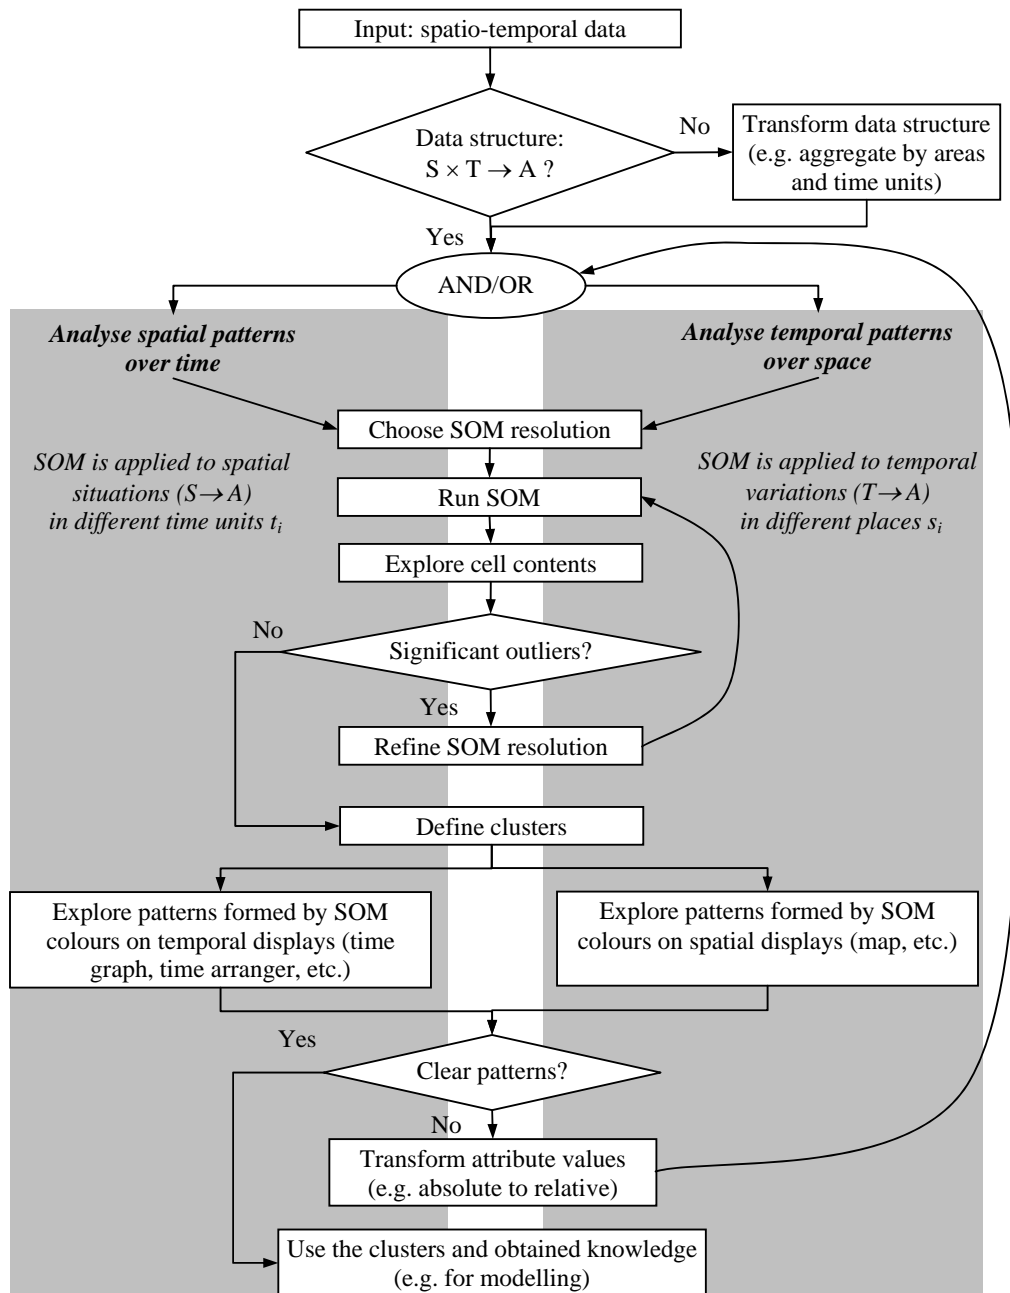 Input: spatio-temporal data
Data structure:
S × T → A ?
No
Transform data structure
(e.g. aggregate by areas
and time units)
Yes
AND/OR
Analyse spatial patterns
over time
Analyse temporal patterns
over space
Choose SOM resolution
SOM is applied to spatial
situations (S→ A)
in different time units ti
SOM is applied to temporal
variations (T→ A)
in different places si
Run SOM
Explore cell contents
No
Significant outliers?
Yes
Refine SOM resolution
Define clusters
Explore patterns formed by SOM
colours on temporal displays (time
graph, time arranger, etc.)
Explore patterns formed by SOM
colours on spatial displays (map, etc.)
Yes
Clear patterns?
No
Transform attribute values
(e.g. absolute to relative)
Use the clusters and obtained knowledge
(e.g. for modelling)